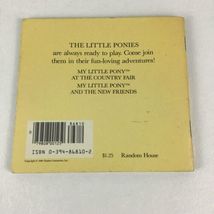 THE LITTLE PONIES
are always ready to play. Come join
them in their fun-loving adventures!
MY LITTLE PONY™
AT THE COUNTRY FAIR
MY LITTLE PONY™
AND THE NEW FRIENDS
ISBN 0-394-86810-2
$1.25 Random House